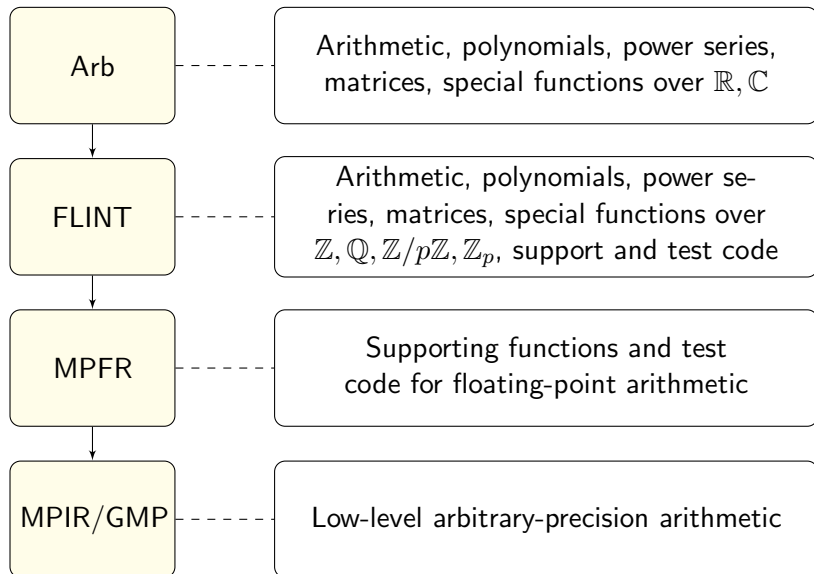 Arb
Arithmetic, polynomials, power series,
matrices, special functions over ℝ, ℂ
FLINT
Arithmetic, polynomials, power se-
ries, matrices, special functions over
ℤ, ℚ, ℤ/pℤ, ℤₚ, support and test code
MPFR
Supporting functions and test
code for floating-point arithmetic
MPIR/GMP
Low-level arbitrary-precision arithmetic